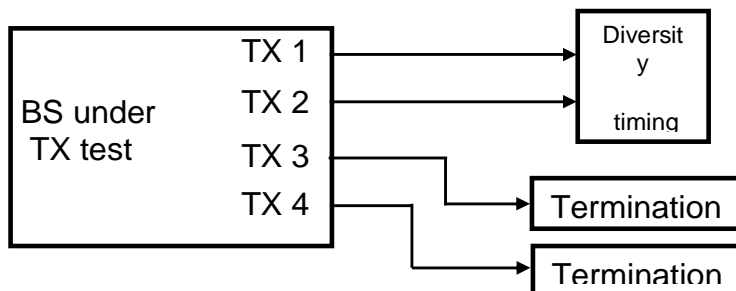 TX 1
TX 2
BS under
TX test
TX 3
TX 4
Diversit
y
timing
Termination
Termination